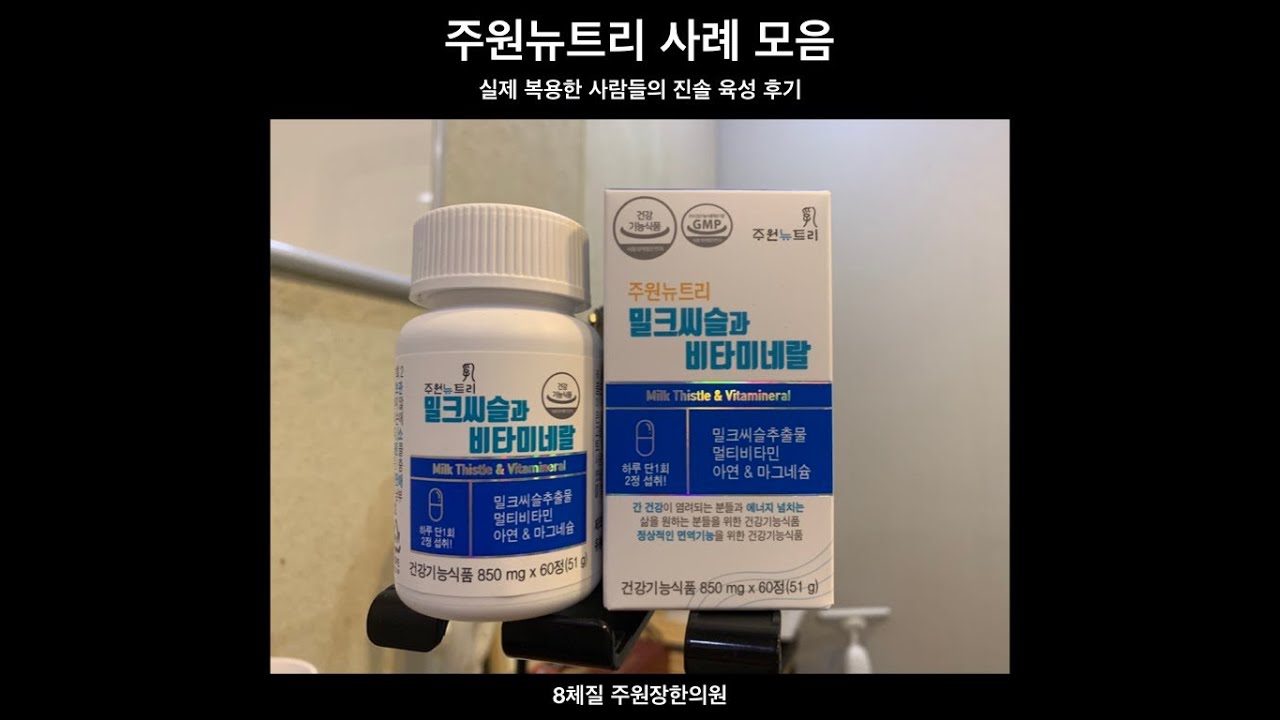 주원뉴트리 사례 모음
실제 복용한 사람들의 진솔 육성 후기
건강
기능식품
GMP
주원뉴트리
주원뉴트리
밀크씨슬과
비타미네랄
Milk Thistle & Vitamineral
하루 단1회
2정 섭취!
밀크씨슬추출물
멀티비타민
아연 & 마그네슘
간 건강이 염려되는 분들과 에너지 넘치는
삶을 원하는 분들을 위한 건강기능식품
정상적인 면역기능을 위한 건강기능식품
건강기능식품 850 mg x 60정(51 g)
주원뉴트리
건강
기능식품
밀크씨슬과
비타미네랄
Milk Thistle & Vitamineral
하루 단1회
2정 섭취!
밀크씨슬추출물
멀티비타민
아연 & 마그네슘
건강기능식품 850 mg x 60정(51 g)
8체질 주원장한의원